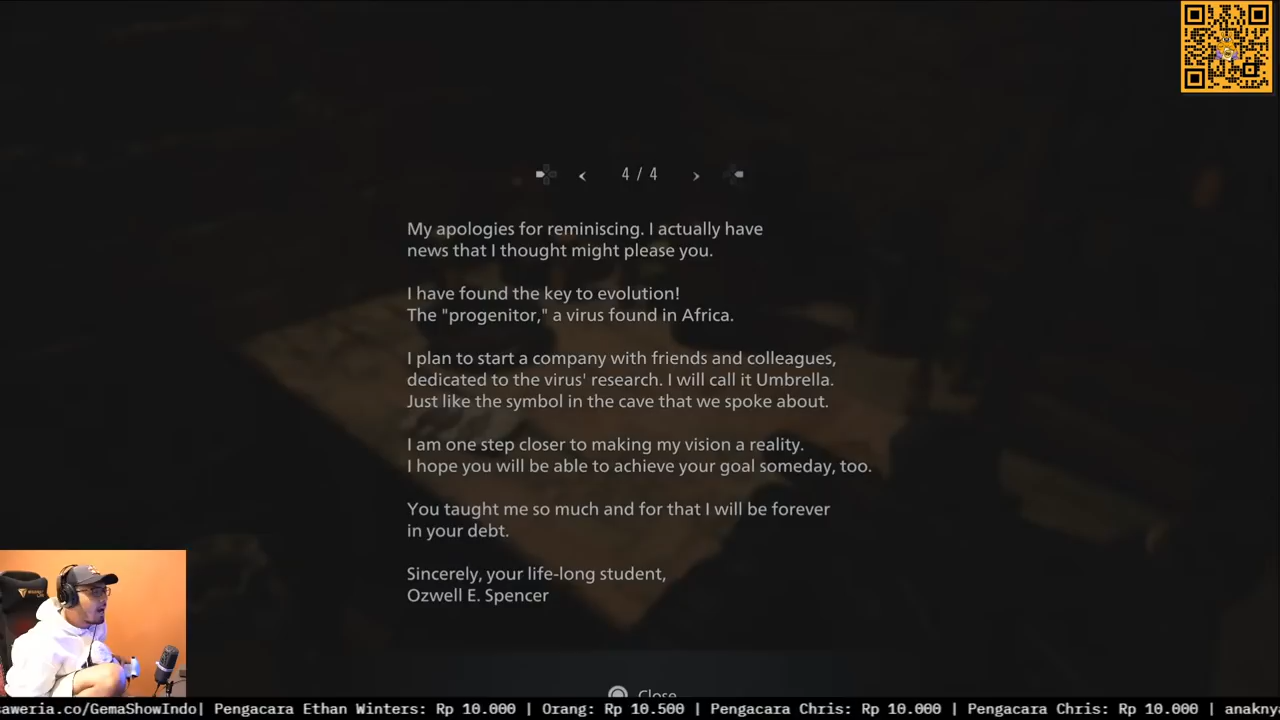 4 / 4
My apologies for reminiscing. I actually have
news that I thought might please you.
I have found the key to evolution!
The "progenitor," a virus found in Africa.
I plan to start a company with friends and colleagues,
dedicated to the virus' research. I will call it Umbrella.
Just like the symbol in the cave that we spoke about.
I am one step closer to making my vision a reality.
I hope you will be able to achieve your goal someday, too.
You taught me so much and for that I will be forever
in your debt.
Sincerely, your life-long student,
Ozwell E. Spencer
Close
saweria.co/GemaShowIndo| Pengacara Ethan Winters: Rp 10.000 | Orang: Rp 10.500 | Pengacara Chris: Rp 10.000 | Pengacara Chris: Rp 10.000 | anakny